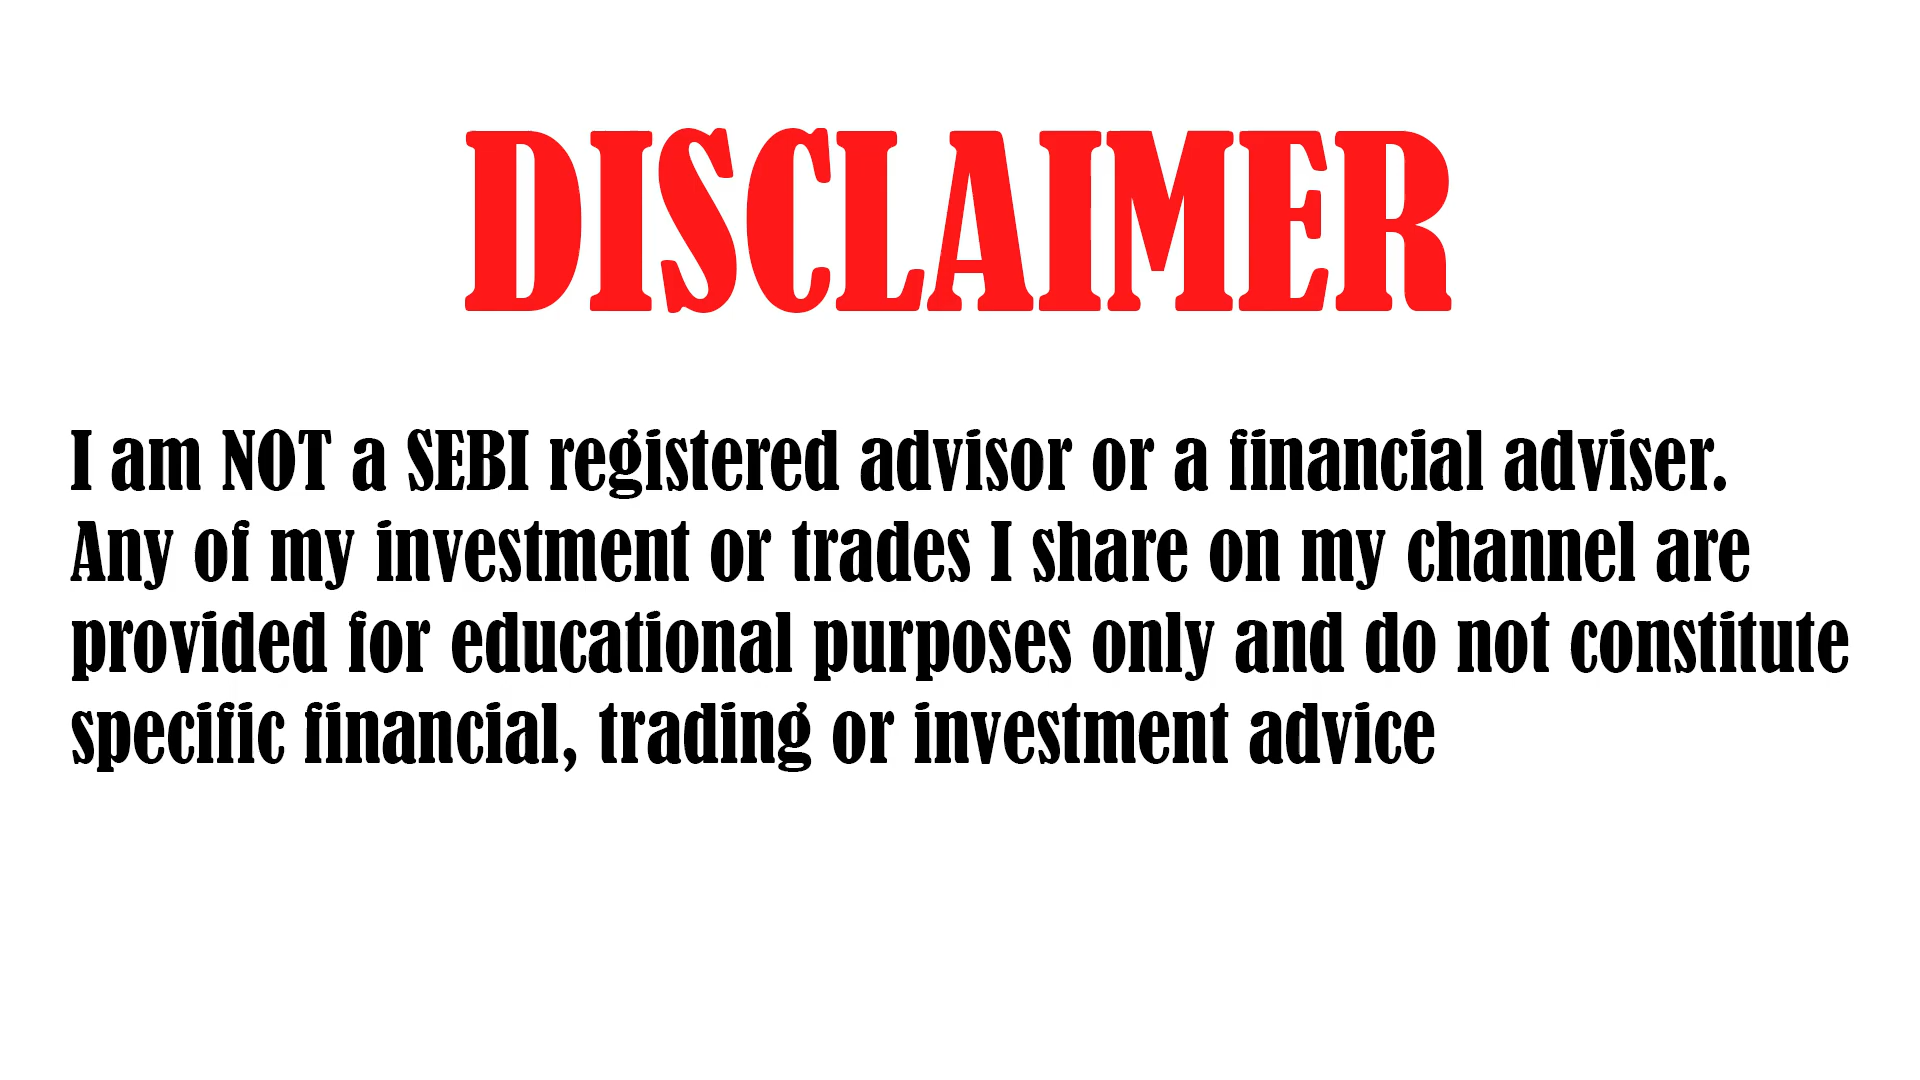 DISCLAIMER
I am NOT a SEBI registered advisor or a financial adviser.
Any of my investment or trades I share on my channel are
provided for educational purposes only and do not constitute
specific financial, trading or investment advice